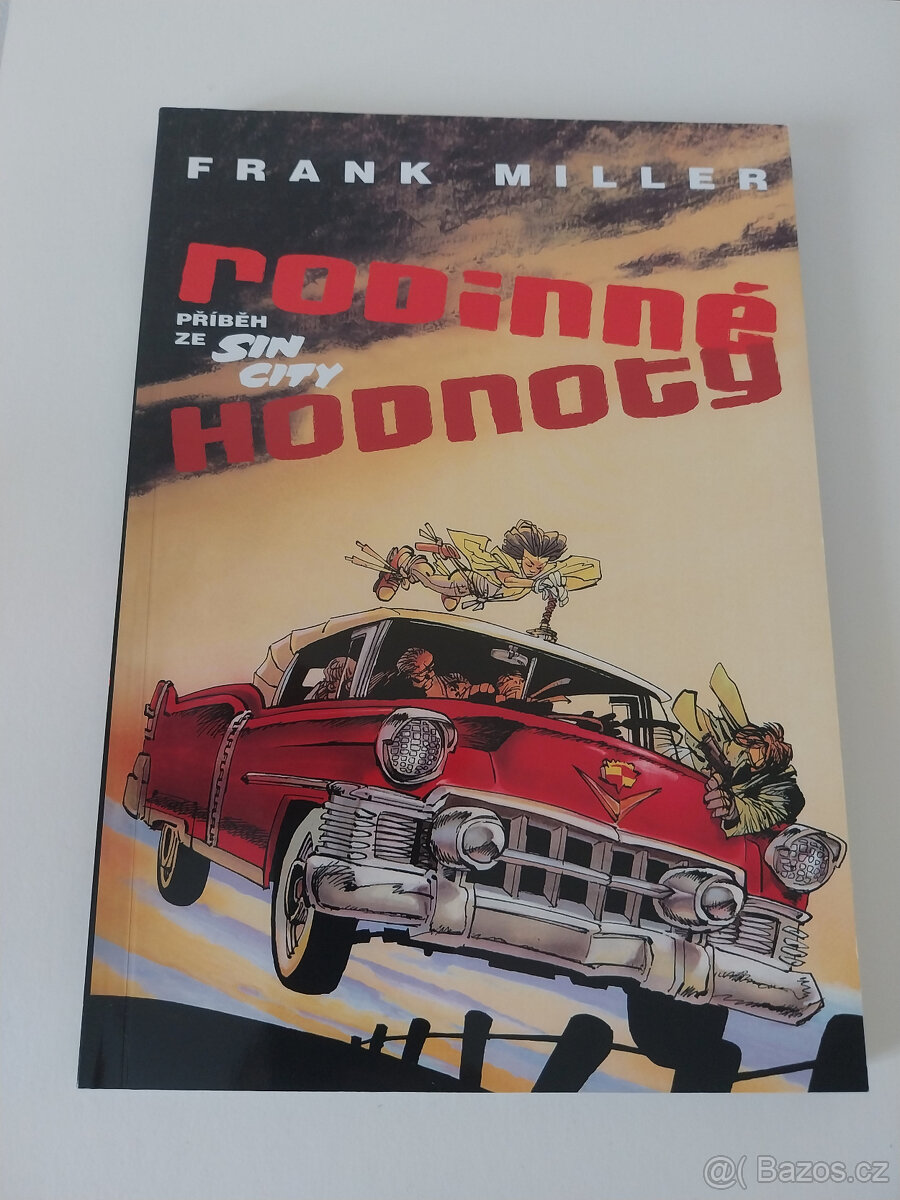 FRANK MILLER
rodinné
PŘÍBĚH
ZE SIN
CITY
HODNOTY
@( Bazos.cz